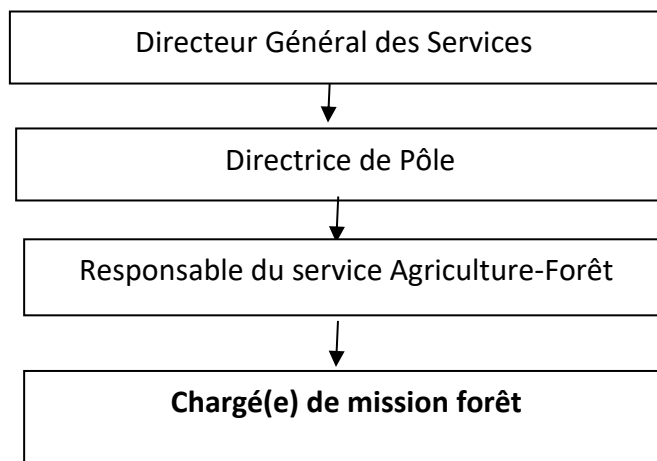 Directeur Général des Services
Directrice de Pôle
Responsable du service Agriculture-Forêt
Chargé(e) de mission forêt